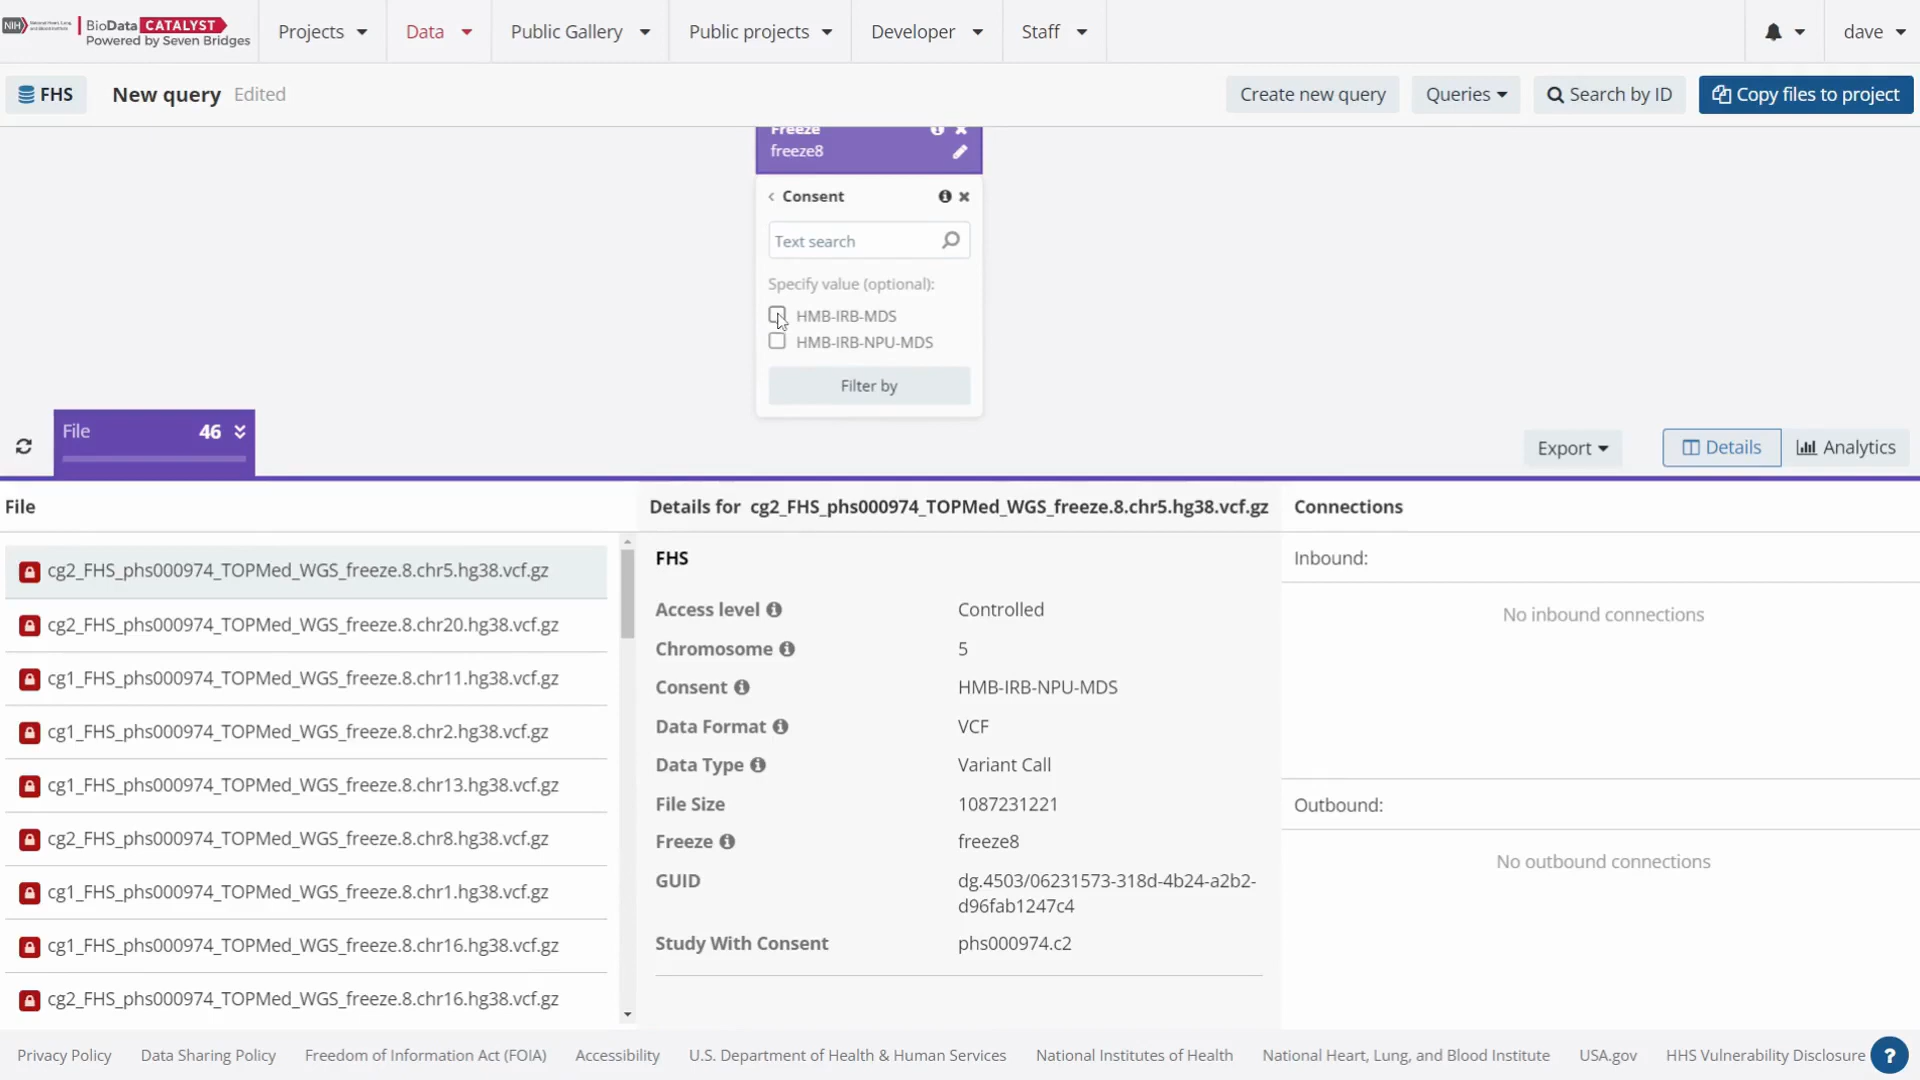 NIH
BioData CATALYST
Powered by Seven Bridges
Projects
Data
Public Gallery
Public projects
Developer
Staff
dave
FHS
New query
Edited
Create new query
Queries
Search by ID
Copy files to project
Freeze
freeze8
Consent
Text search
Specify value (optional):
HMB-IRB-MDS
HMB-IRB-NPU-MDS
Filter by
File 46
Export
Details
Analytics
File
cg2_FHS_phs000974_TOPMed_WGS_freeze.8.chr5.hg38.vcf.gz
cg2_FHS_phs000974_TOPMed_WGS_freeze.8.chr20.hg38.vcf.gz
cg1_FHS_phs000974_TOPMed_WGS_freeze.8.chr11.hg38.vcf.gz
cg1_FHS_phs000974_TOPMed_WGS_freeze.8.chr2.hg38.vcf.gz
cg1_FHS_phs000974_TOPMed_WGS_freeze.8.chr13.hg38.vcf.gz
cg2_FHS_phs000974_TOPMed_WGS_freeze.8.chr8.hg38.vcf.gz
cg1_FHS_phs000974_TOPMed_WGS_freeze.8.chr1.hg38.vcf.gz
cg1_FHS_phs000974_TOPMed_WGS_freeze.8.chr16.hg38.vcf.gz
cg2_FHS_phs000974_TOPMed_WGS_freeze.8.chr16.hg38.vcf.gz
Details for cg2_FHS_phs000974_TOPMed_WGS_freeze.8.chr5.hg38.vcf.gz
FHS
Access level Controlled
Chromosome 5
Consent HMB-IRB-NPU-MDS
Data Format VCF
Data Type Variant Call
File Size 1087231221
Freeze freeze8
GUID dg.4503/06231573-318d-4b24-a2b2-
d96fab1247c4
Study With Consent phs000974.c2
Connections
Inbound:
No inbound connections
Outbound:
No outbound connections
Privacy Policy
Data Sharing Policy
Freedom of Information Act (FOIA)
Accessibility
U.S. Department of Health & Human Services
National Institutes of Health
National Heart, Lung, and Blood Institute
USA.gov
HHS Vulnerability Disclosure
?